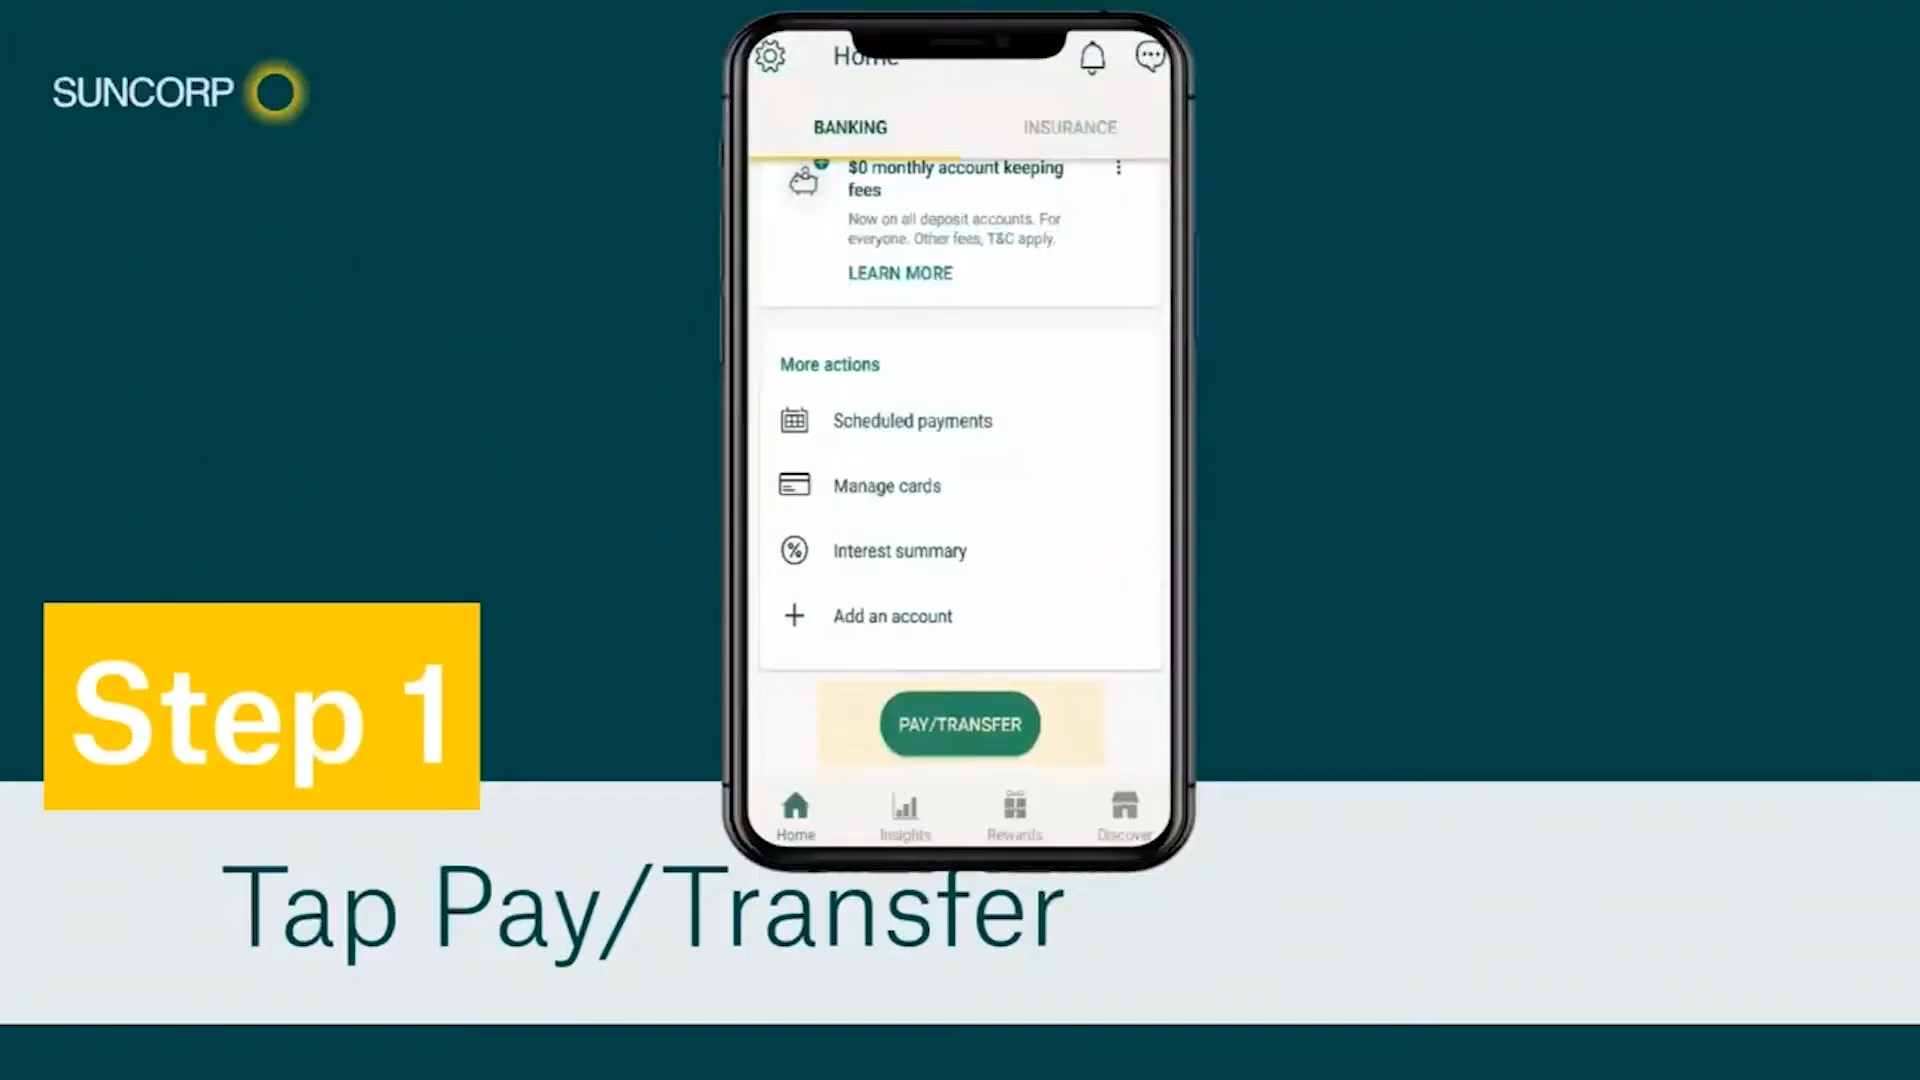 SUNCORP
Home
BANKING
INSURANCE
$0 monthly account keeping
fees
Now on all deposit accounts. For
everyone. Other fees, T&C apply.
LEARN MORE
More actions
Scheduled payments
Manage cards
Interest summary
Add an account
PAY/TRANSFER
Home
Insights
Rewards
Discover
Step 1
Tap Pay/Transfer